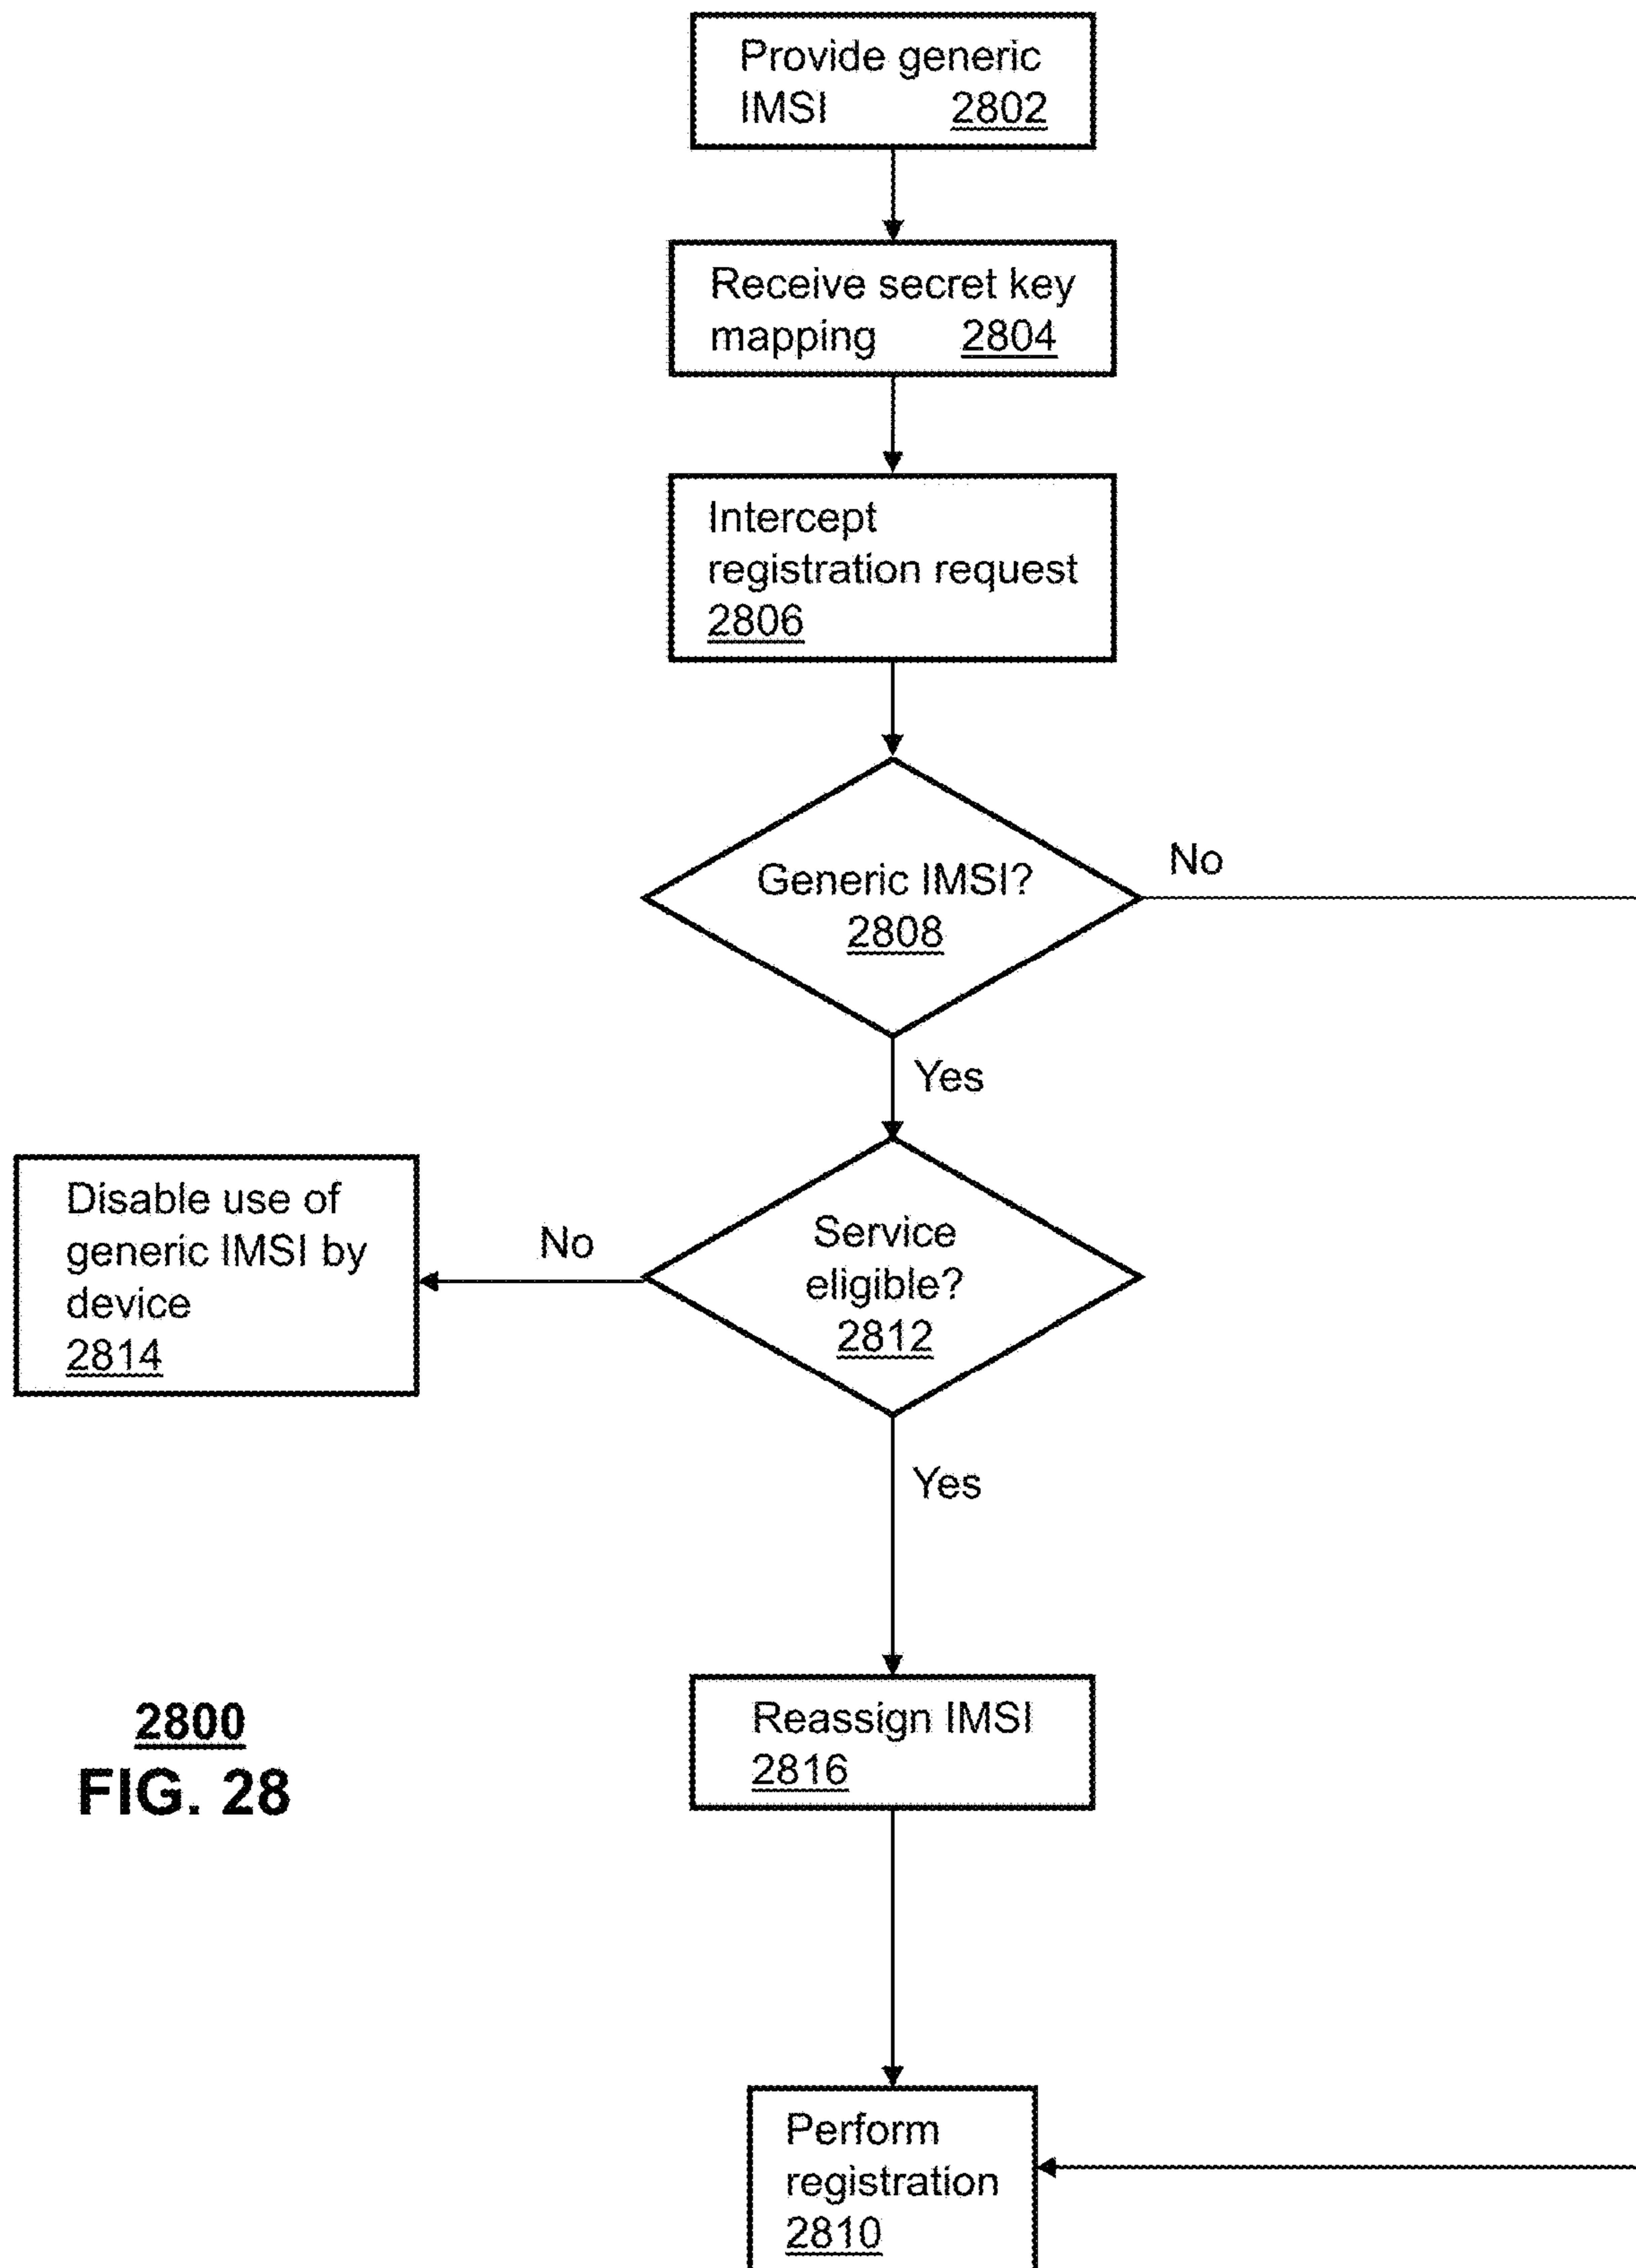 Provide generic
IMSI 2802
Receive secret key
mapping 2804
Intercept
registration request
2806
Generic IMSI?
2808
No
Yes
Service
eligible?
2812
No
Disable use of
generic IMSI by
device
2814
Yes
Reassign IMSI
2816
2800
FIG. 28
Perform
registration
2810